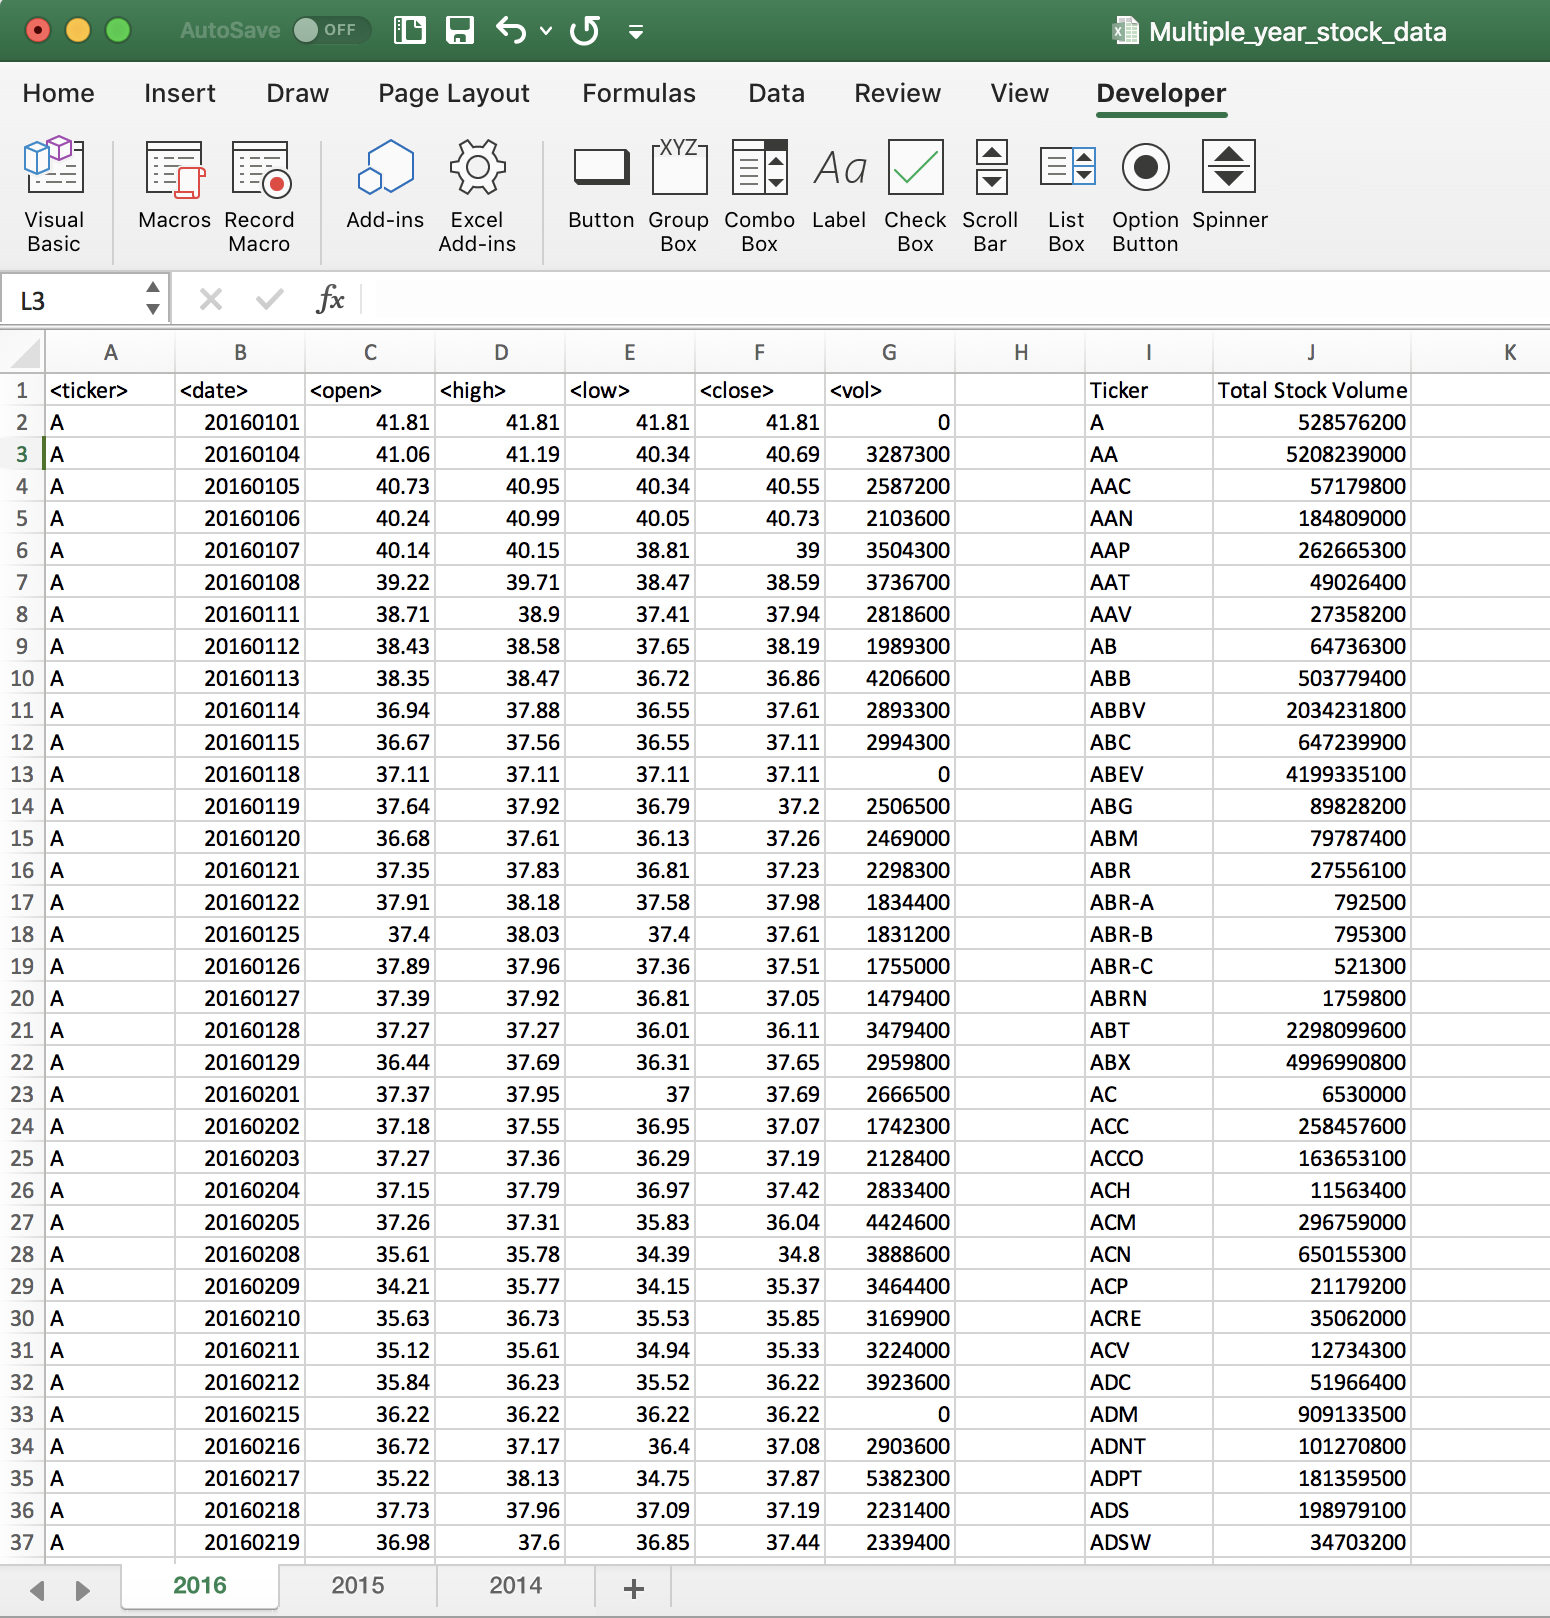 AutoSave OFF Multiple_year_stock_data
Home Insert Draw Page Layout Formulas Data Review View Developer
XYZ Aa
Visual Basic Macros Record Macro Add-ins Excel Add-ins Button Group Box Combo Box Label Check Box Scroll Bar List Box Option Button Spinner
L3 fx
A B C D E F G H I J K
1 <ticker> <date> <open> <high> <low> <close> <vol> Ticker Total Stock Volume
2 A 20160101 41.81 41.81 41.81 41.81 0 A 528576200
3 A 20160104 41.06 41.19 40.34 40.69 3287300 AA 5208239000
4 A 20160105 40.73 40.95 40.34 40.55 2587200 AAC 57179800
5 A 20160106 40.24 40.99 40.05 40.73 2103600 AAN 184809000
6 A 20160107 40.14 40.15 38.81 39 3504300 AAP 262665300
7 A 20160108 39.22 39.71 38.47 38.59 3736700 AAT 49026400
8 A 20160111 38.71 38.9 37.41 37.94 2818600 AAV 27358200
9 A 20160112 38.43 38.58 37.65 38.19 1989300 AB 64736300
10 A 20160113 38.35 38.47 36.72 36.86 4206600 ABB 503779400
11 A 20160114 36.94 37.88 36.55 37.61 2893300 ABBV 2034231800
12 A 20160115 36.67 37.56 36.55 37.11 2994300 ABC 647239900
13 A 20160118 37.11 37.11 37.11 37.11 0 ABEV 4199335100
14 A 20160119 37.64 37.92 36.79 37.2 2506500 ABG 89828200
15 A 20160120 36.68 37.61 36.13 37.26 2469000 ABM 79787400
16 A 20160121 37.35 37.83 36.81 37.23 2298300 ABR 27556100
17 A 20160122 37.91 38.18 37.58 37.98 1834400 ABR-A 792500
18 A 20160125 37.4 38.03 37.4 37.61 1831200 ABR-B 795300
19 A 20160126 37.89 37.96 37.36 37.51 1755000 ABR-C 521300
20 A 20160127 37.39 37.92 36.81 37.05 1479400 ABRN 1759800
21 A 20160128 37.27 37.27 36.01 36.11 3479400 ABT 2298099600
22 A 20160129 36.44 37.69 36.31 37.65 2959800 ABX 4996990800
23 A 20160201 37.37 37.95 37 37.69 2666500 AC 6530000
24 A 20160202 37.18 37.55 36.95 37.07 1742300 ACC 258457600
25 A 20160203 37.27 37.36 36.29 37.19 2128400 ACCO 163653100
26 A 20160204 37.15 37.79 36.97 37.42 2833400 ACH 11563400
27 A 20160205 37.26 37.31 35.83 36.04 4424600 ACM 296759000
28 A 20160208 35.61 35.78 34.39 34.8 3888600 ACN 650155300
29 A 20160209 34.21 35.77 34.15 35.37 3464400 ACP 21179200
30 A 20160210 35.63 36.73 35.53 35.85 3169900 ACRE 35062000
31 A 20160211 35.12 35.61 34.94 35.33 3224000 ACV 12734300
32 A 20160212 35.84 36.23 35.52 36.22 3923600 ADC 51966400
33 A 20160215 36.22 36.22 36.22 36.22 0 ADM 909133500
34 A 20160216 36.72 37.17 36.4 37.08 2903600 ADNT 101270800
35 A 20160217 35.22 38.13 34.75 37.87 5382300 ADPT 181359500
36 A 20160218 37.73 37.96 37.09 37.19 2231400 ADS 198979100
37 A 20160219 36.98 37.6 36.85 37.44 2339400 ADSW 34703200
2016 2015 2014 +